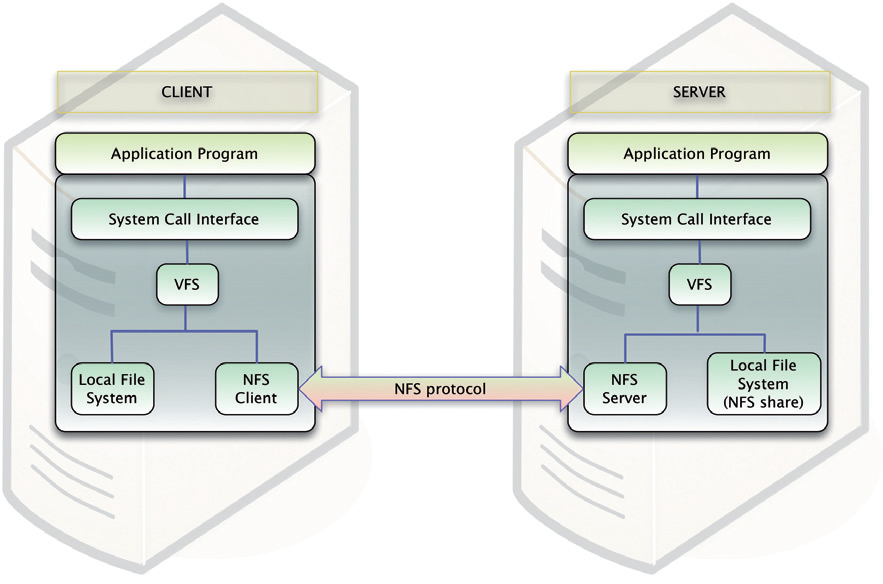 CLIENT
Application Program
System Call Interface
VFS
Local File
System
NFS
Client
NFS protocol
SERVER
Application Program
System Call Interface
VFS
NFS
Server
Local File
System
(NFS share)